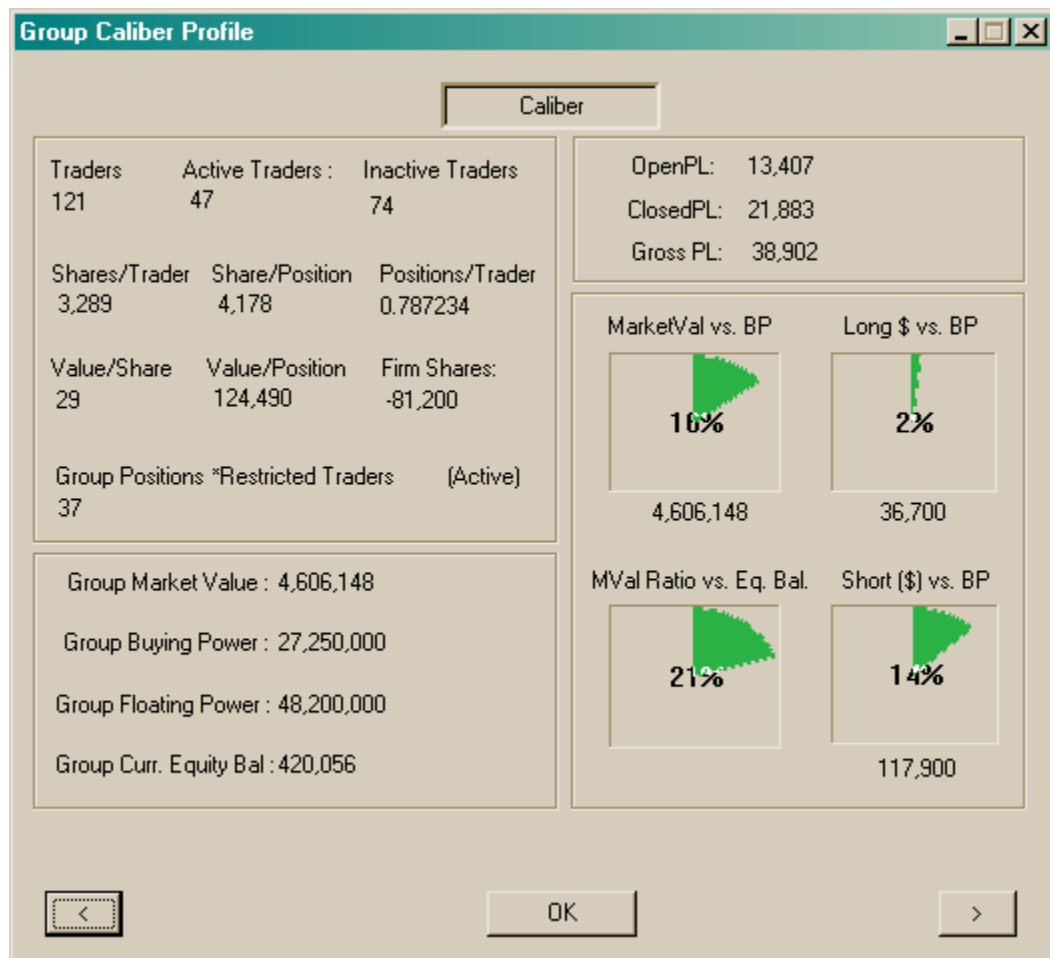 Group Caliber Profile
Caliber
Traders Active Traders : Inactive Traders
121 47 74
Shares/Trader Share/Position Positions/Trader
3,289 4,178 0.787234
Value/Share Value/Position Firm Shares:
29 124,490 -81,200
Group Positions *Restricted Traders (Active)
37
OpenPL: 13,407
ClosedPL: 21,883
Gross PL: 38,902
Group Market Value : 4,606,148
Group Buying Power : 27,250,000
Group Floating Power : 48,200,000
Group Curr. Equity Bal : 420,056
MarketVal vs. BP Long $ vs. BP
16% 2%
4,606,148 36,700
MVal Ratio vs. Eq. Bal. Short ($) vs. BP
21% 14%
117,900
< OK >